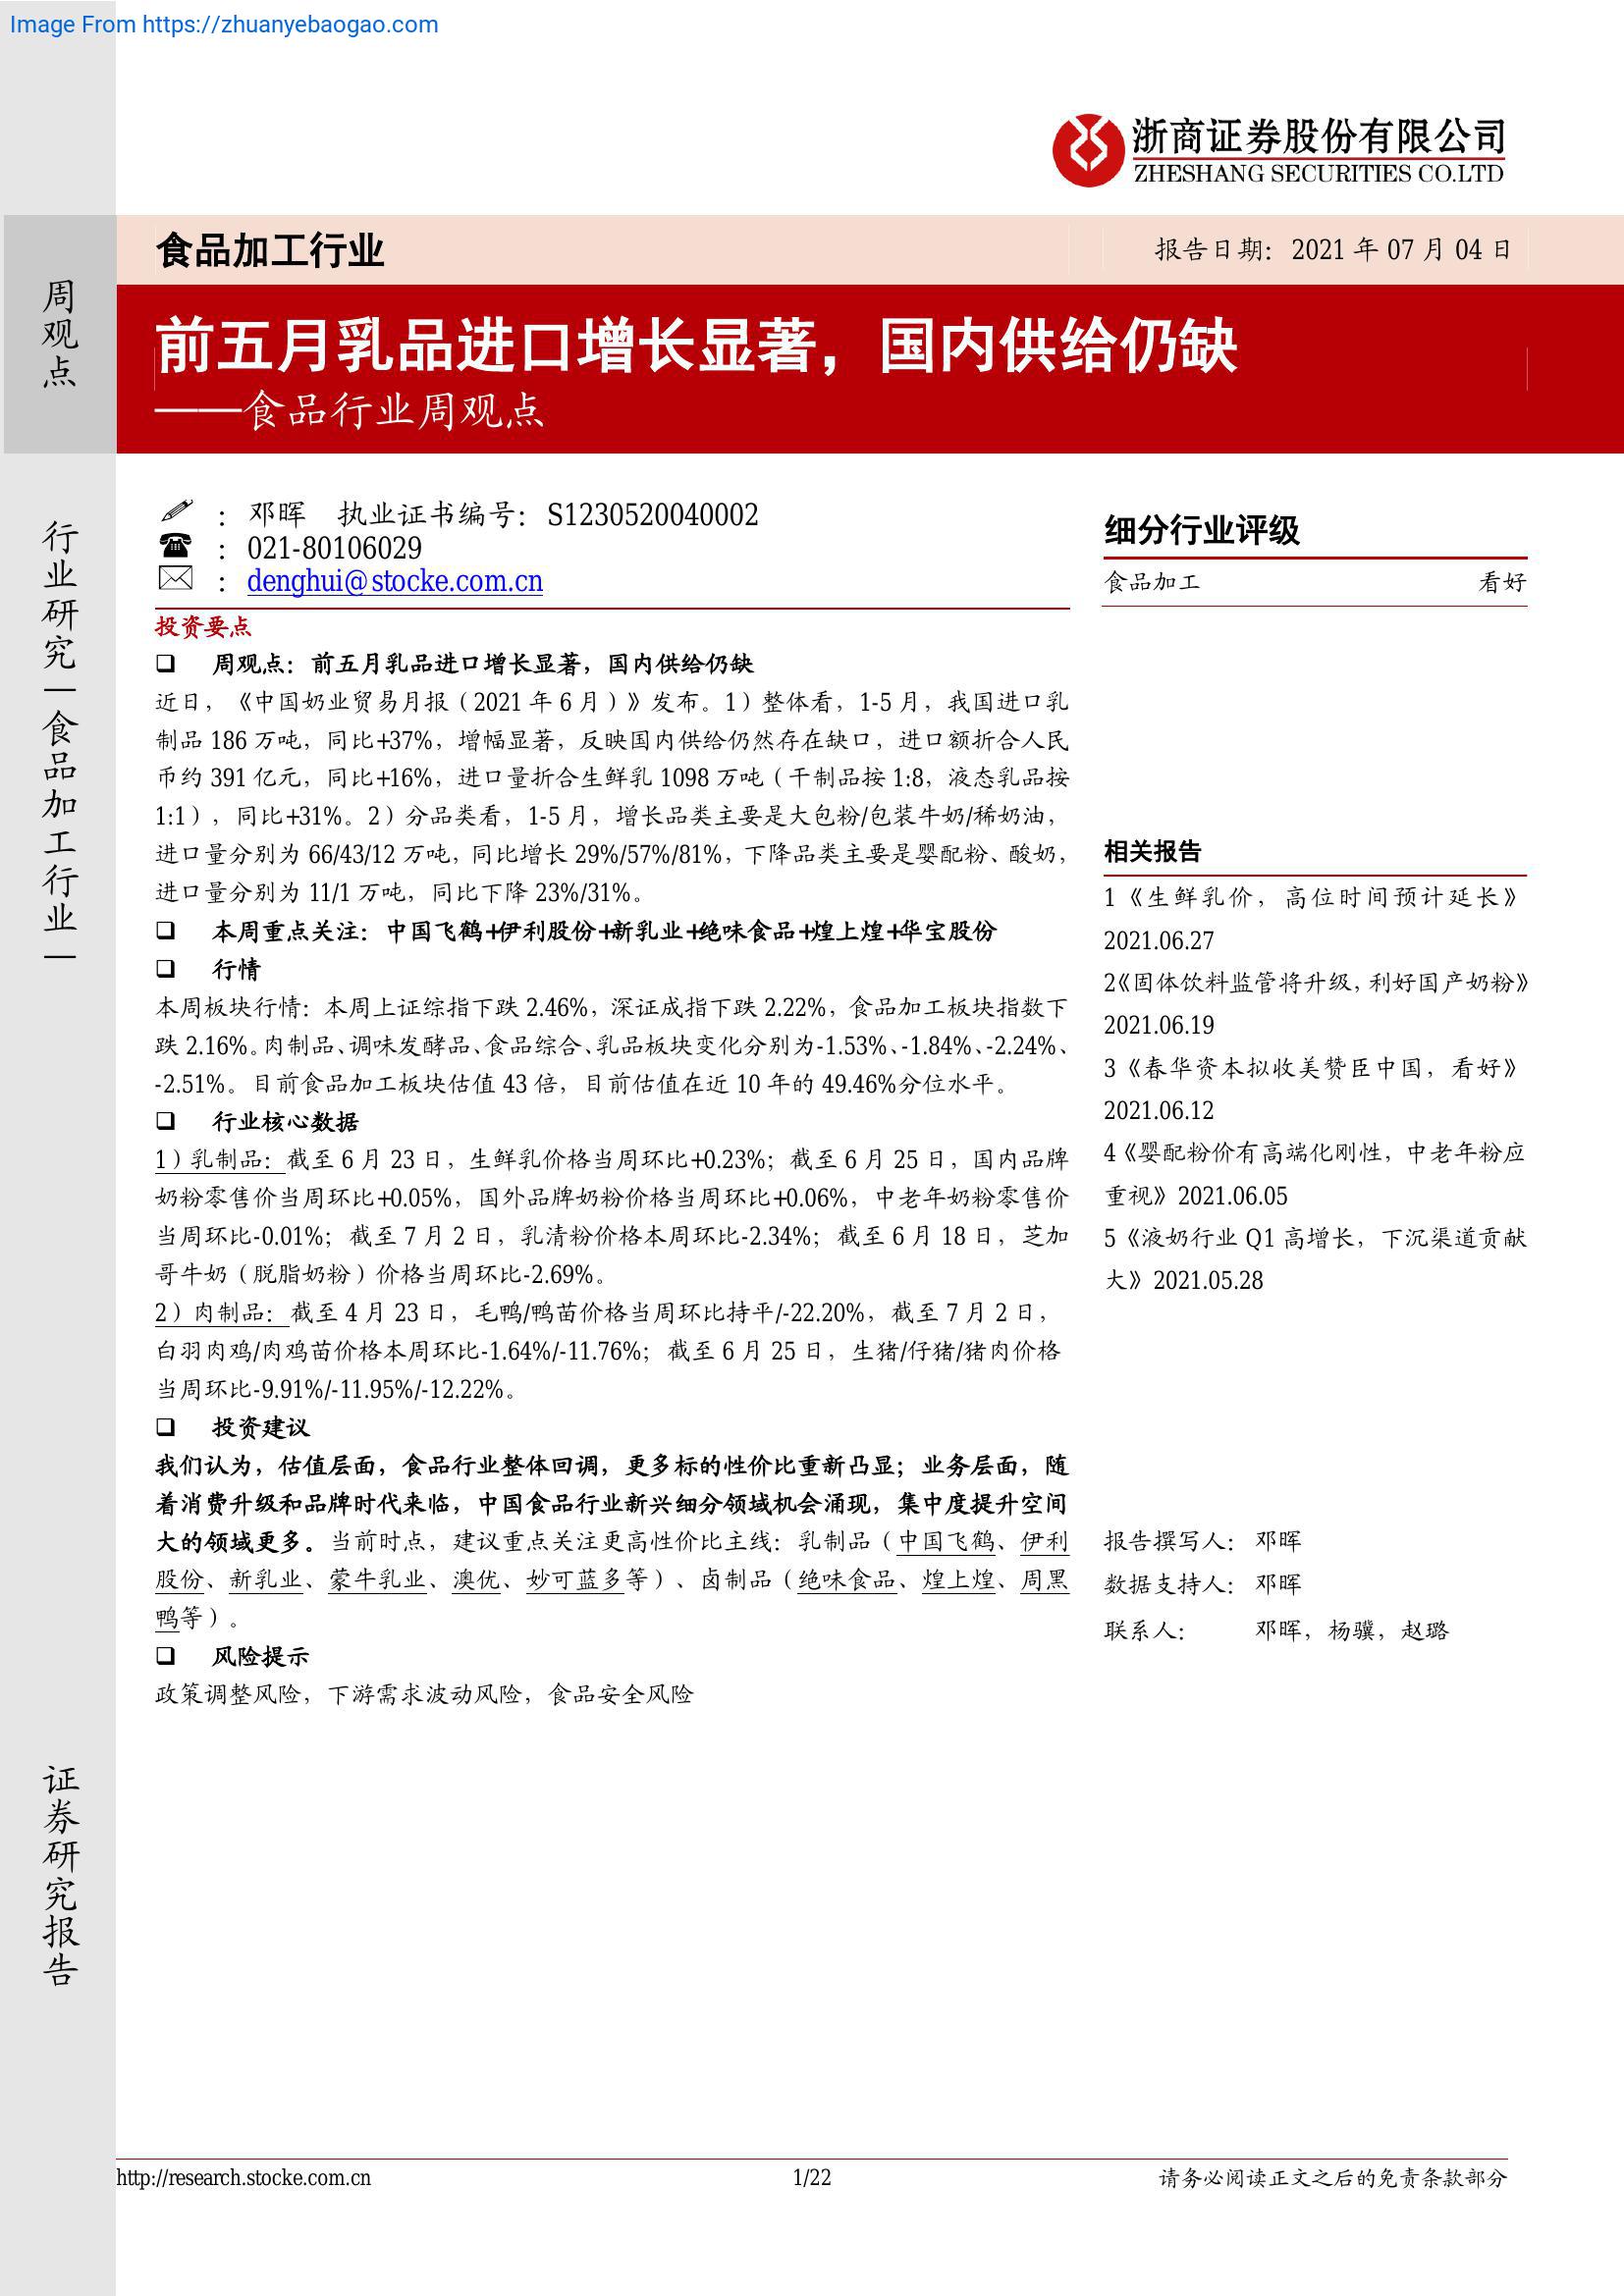 Image From https://zhuanyebaogao.com
浙商证券股份有限公司
ZHESHANG SECURITIES CO.LTD
周观点
行业研究|食品加工行业|
证券研究报告
食品加工行业
报告日期：2021 年 07 月 04 日
前五月乳品进口增长显著，国内供给仍缺
——食品行业周观点
：邓晖 执业证书编号：S1230520040002
：021-80106029
：denghui@stocke.com.cn
投资要点
❑ 周观点：前五月乳品进口增长显著，国内供给仍缺
近日，《中国奶业贸易月报（2021 年 6 月）》发布。1）整体看，1-5 月，我国进口乳
制品 186 万吨，同比+37%，增幅显著，反映国内供给仍然存在缺口，进口额折合人民
币约 391 亿元，同比+16%，进口量折合生鲜乳 1098 万吨（干制品按 1:8，液态乳品按
1:1），同比+31%。2）分品类看，1-5 月，增长品类主要是大包粉/包装牛奶/稀奶油，
进口量分别为 66/43/12 万吨，同比增长 29%/57%/81%，下降品类主要是婴配粉、酸奶，
进口量分别为 11/1 万吨，同比下降 23%/31%。
❑ 本周重点关注：中国飞鹤+伊利股份+新乳业+绝味食品+煌上煌+华宝股份
❑ 行情
本周板块行情：本周上证综指下跌 2.46%，深证成指下跌 2.22%，食品加工板块指数下
跌 2.16%。肉制品、调味发酵品、食品综合、乳品板块变化分别为-1.53%、-1.84%、-2.24%、
-2.51%。目前食品加工板块估值 43 倍，目前估值在近 10 年的 49.46%分位水平。
❑ 行业核心数据
1）乳制品：截至 6 月 23 日，生鲜乳价格当周环比+0.23%；截至 6 月 25 日，国内品牌
奶粉零售价当周环比+0.05%，国外品牌奶粉价格当周环比+0.06%，中老年奶粉零售价
当周环比-0.01%；截至 7 月 2 日，乳清粉价格本周环比-2.34%；截至 6 月 18 日，芝加
哥牛奶（脱脂奶粉）价格当周环比-2.69%。
2）肉制品：截至 4 月 23 日，毛鸭/鸭苗价格当周环比持平/-22.20%，截至 7 月 2 日，
白羽肉鸡/肉鸡苗价格本周环比-1.64%/-11.76%；截至 6 月 25 日，生猪/仔猪/猪肉价格
当周环比-9.91%/-11.95%/-12.22%。
❑ 投资建议
我们认为，估值层面，食品行业整体回调，更多标的性价比重新凸显；业务层面，随
着消费升级和品牌时代来临，中国食品行业新兴细分领域机会涌现，集中度提升空间
大的领域更多。当前时点，建议重点关注更高性价比主线：乳制品（中国飞鹤、伊利
股份、新乳业、蒙牛乳业、澳优、妙可蓝多等）、卤制品（绝味食品、煌上煌、周黑
鸭等）。
❑ 风险提示
政策调整风险，下游需求波动风险，食品安全风险
细分行业评级
食品加工 看好
相关报告
1《生鲜乳价，高位时间预计延长》
2021.06.27
2《固体饮料监管将升级，利好国产奶粉》
2021.06.19
3《春华资本拟收美赞臣中国，看好》
2021.06.12
4《婴配粉价有高端化刚性，中老年粉应
重视》2021.06.05
5《液奶行业 Q1 高增长，下沉渠道贡献
大》2021.05.28
报告撰写人： 邓晖
数据支持人： 邓晖
联系人： 邓晖，杨骥，赵璐
http://research.stocke.com.cn 1/22 请务必阅读正文之后的免责条款部分